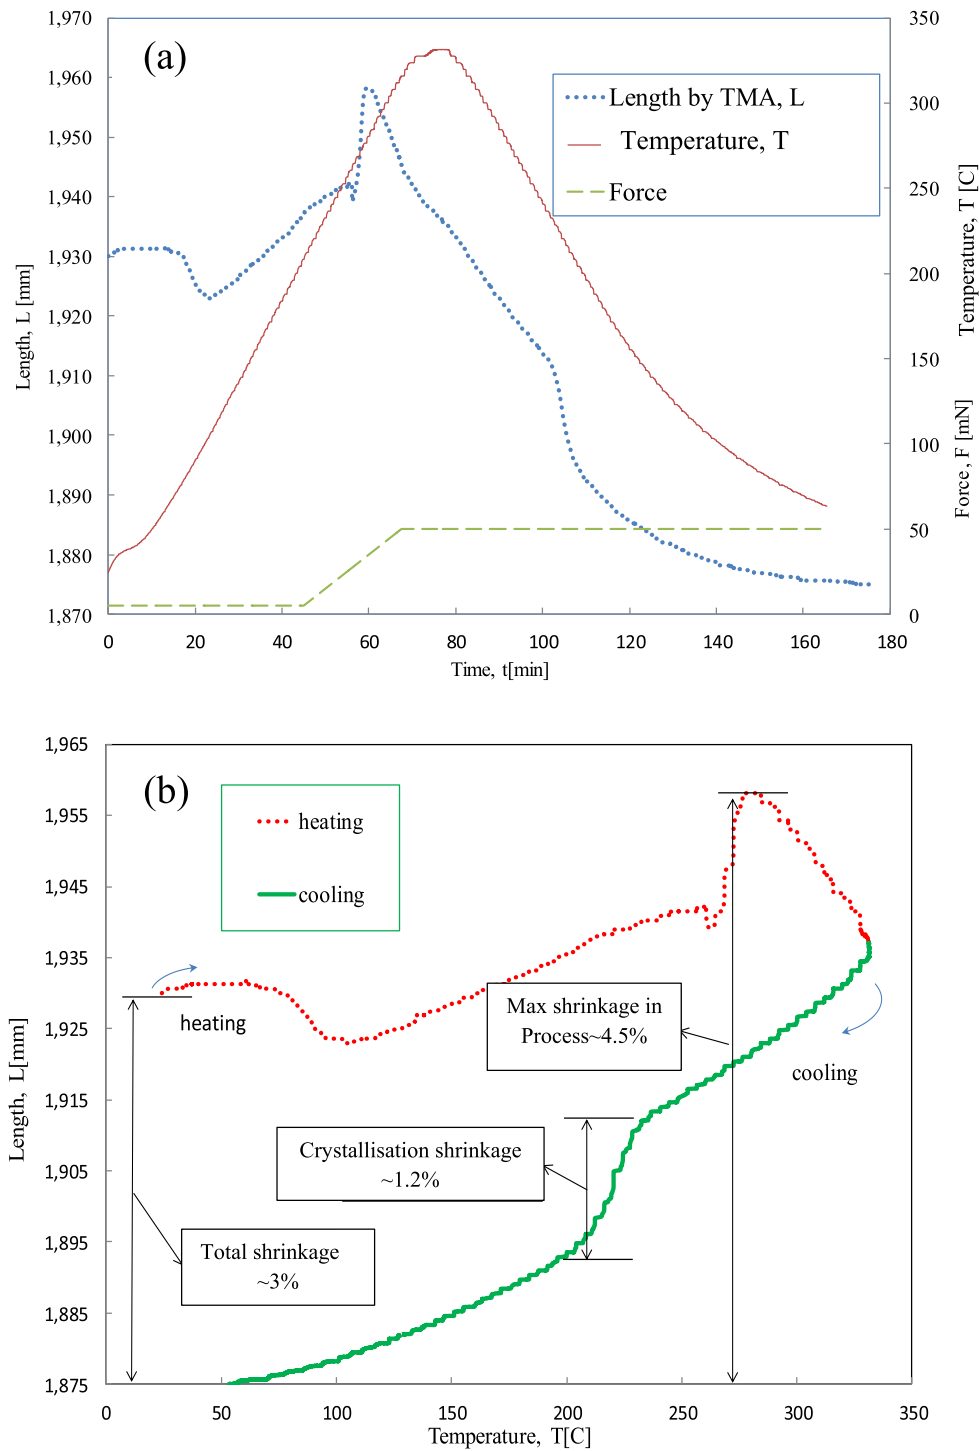 (a)
1,970
1,960
1,950
1,940
1,930
1,920
1,910
1,900
1,890
1,880
1,870
Length, L [mm]
350
300
250
200
150
100
50
0
Temperature, T [C]
Force, F [mN]
Length by TMA, L
Temperature, T
Force
0 20 40 60 80 100 120 140 160 180
Time, t[min]
(b)
1,965
1,955
1,945
1,935
1,925
1,915
1,905
1,895
1,885
1,875
Length, L[mm]
heating
cooling
heating
Max shrinkage in
Process~4.5%
cooling
Crystallisation shrinkage
~1.2%
Total shrinkage
~3%
0 50 100 150 200 250 300 350
Temperature, T[C]